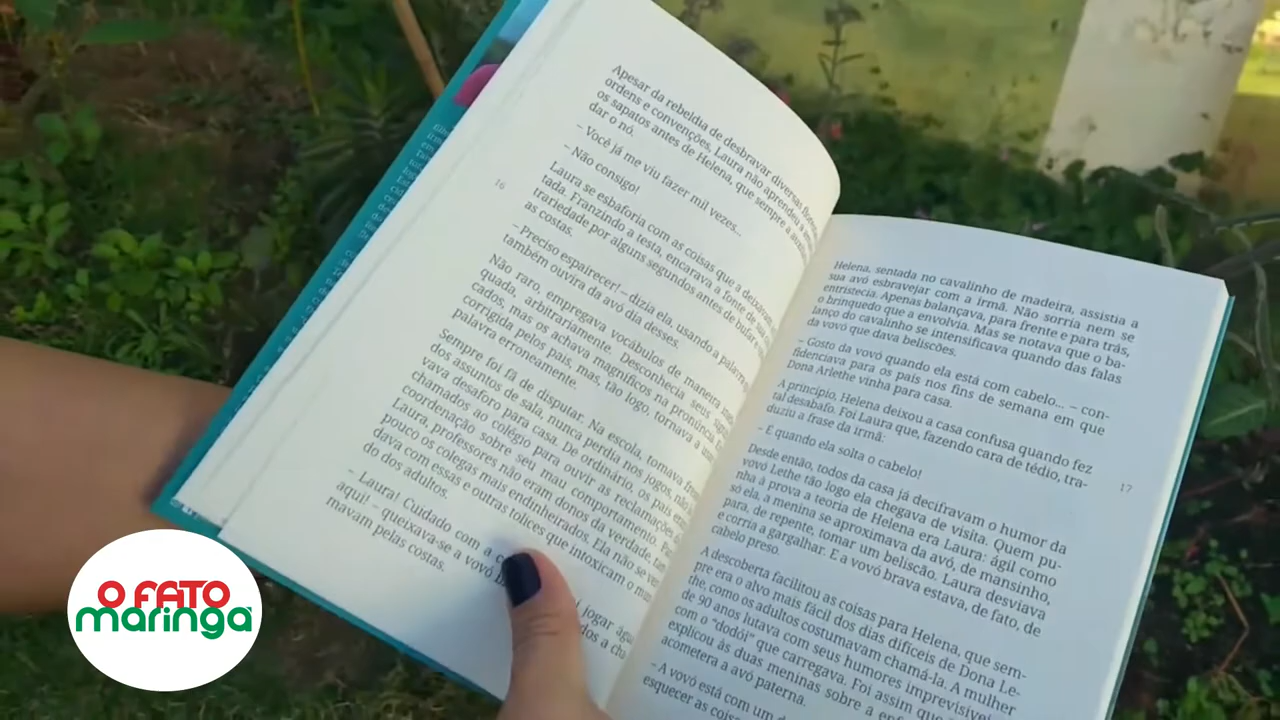 Apesar da rebeldia de desbravar diversas
ordens e convenções, Laura não aprendeu a
os sapatos antes de Helena, que sempre a
dar o nó.
– Você já me viu fazer mil vezes...
– Não consigo!
Laura se esbaforia com as coisas que a deixavam
tada. Franzindo a testa, encarava a fonte de sua
trariedade por alguns segundos antes de bufar e
as costas.
– Preciso espairecer! – dizia ela, usando a palavra
também ouvira da avó dia desses.
Não raro, empregava vocábulos de maneira
quada, arbitrariamente. Desconhecia seus
cados, mas os achava magníficos na pronúncia
corrigida pelos pais, mas, tão logo, tornava a usar
palavra erroneamente.
16
Sempre foi fã de disputar. Na escola, tomava
dos assuntos de sala, nunca perdia nos jogos, não
vava desaforo para casa. De ordinário, os pais eram
chamados ao colégio para ouvir as reclamações
coordenação sobre seu mau comportamento.
Laura, professores não eram donos da verdade,
pouco os colegas mais endinheirados. Ela não se
dava com essas e outras tolices que intoxicam o
do dos adultos.
– Laura! Cuidado com a
aqui! – queixava-se a vovó
jogar
mavam pelas costas.
Helena, sentada no cavalinho de madeira, assistia a
sua avó esbravejar com a irmã. Não sorria nem se
entristecia. Apenas balançava, para frente e para trás,
o brinquedo que a envolvia. Mas se notava que o ba-
lanço do cavalinho se intensificava quando das falas
da vovó que dava beliscões.
– Gosto da vovó quando ela está com cabelo... – con-
fidenciava para os pais nos fins de semana em que
Dona Arlethe vinha para casa.
A princípio, Helena deixou a casa confusa quando fez
tal desabafo. Foi Laura que, fazendo cara de tédio, tra-
duziu a frase da irmã:
– E quando ela solta o cabelo!
17
Desde então, todos da casa já decifravam o humor da
vovó Lethe tão logo ela chegava de visita. Quem pu-
nha à prova a teoria de Helena era Laura: ágil como
só ela, a menina se aproximava da avó, de mansinho,
para, de repente, tomar um beliscão. Laura desviava
e corria a gargalhar. E a vovó brava estava, de fato, de
cabelo preso.
A descoberta facilitou as coisas para Helena, que sem-
pre era o alvo mais fácil dos dias difíceis de Dona Le-
the, como os adultos costumavam chamá-la. A mulher
de 90 anos lutava com seus humores imprevisíveis
com o "dodói" que carregava. Foi assim que
explicou às duas meninas sobre a
acometera a avó paterna.
– A vovó está com um
esquecer as
O FATO
maringá